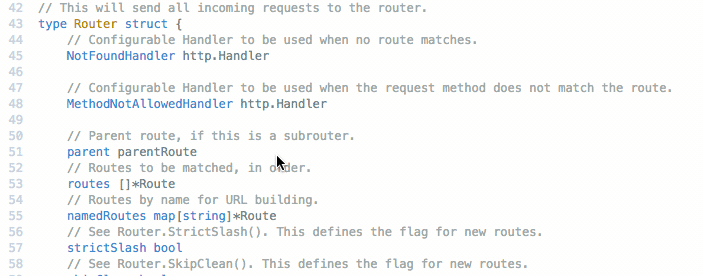 42 // This will send all incoming requests to the router.
43 type Router struct {
44 // Configurable Handler to be used when no route matches.
45 NotFoundHandler http.Handler
46
47 // Configurable Handler to be used when the request method does not match the route.
48 MethodNotAllowedHandler http.Handler
49
50 // Parent route, if this is a subrouter.
51 parent parentRoute
52 // Routes to be matched, in order.
53 routes []*Route
54 // Routes by name for URL building.
55 namedRoutes map[string]*Route
56 // See Router.StrictSlash(). This defines the flag for new routes.
57 strictSlash bool
58 // See Router.SkipClean(). This defines the flag for new routes.